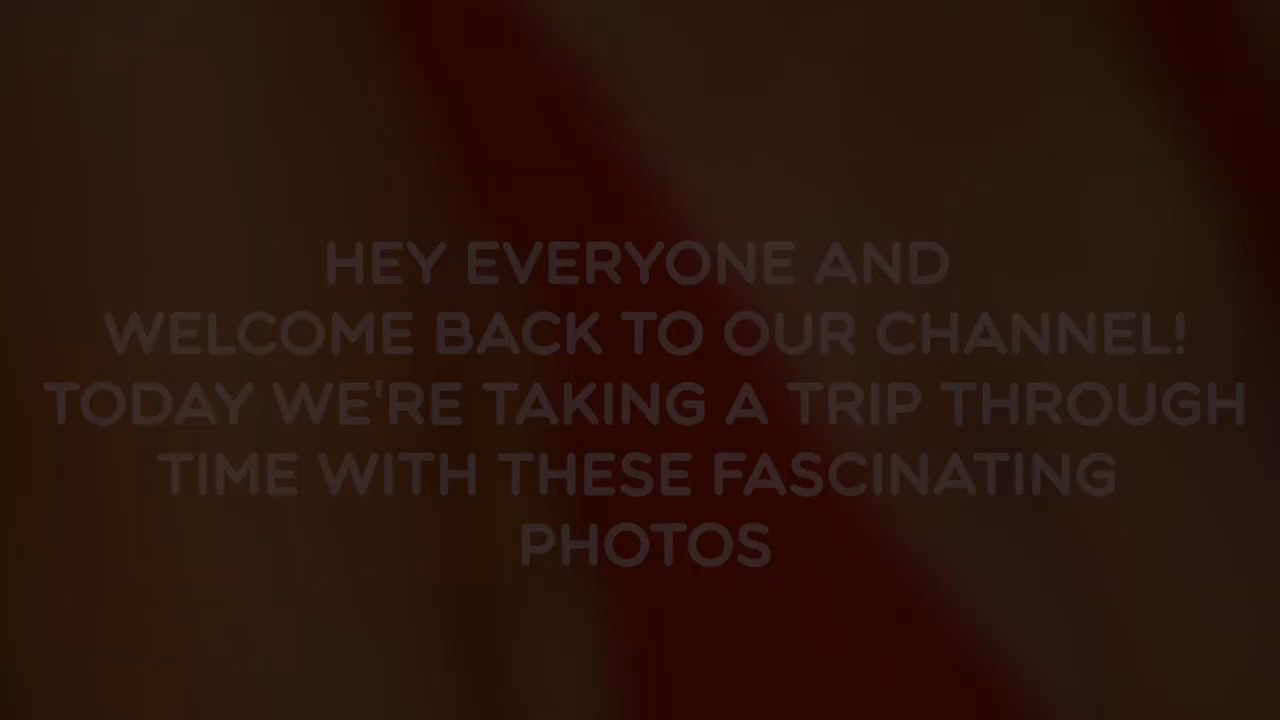 HEY EVERYONE AND
WELCOME BACK TO OUR CHANNEL!
TODAY WE'RE TAKING A TRIP THROUGH
TIME WITH THESE FASCINATING
PHOTOS